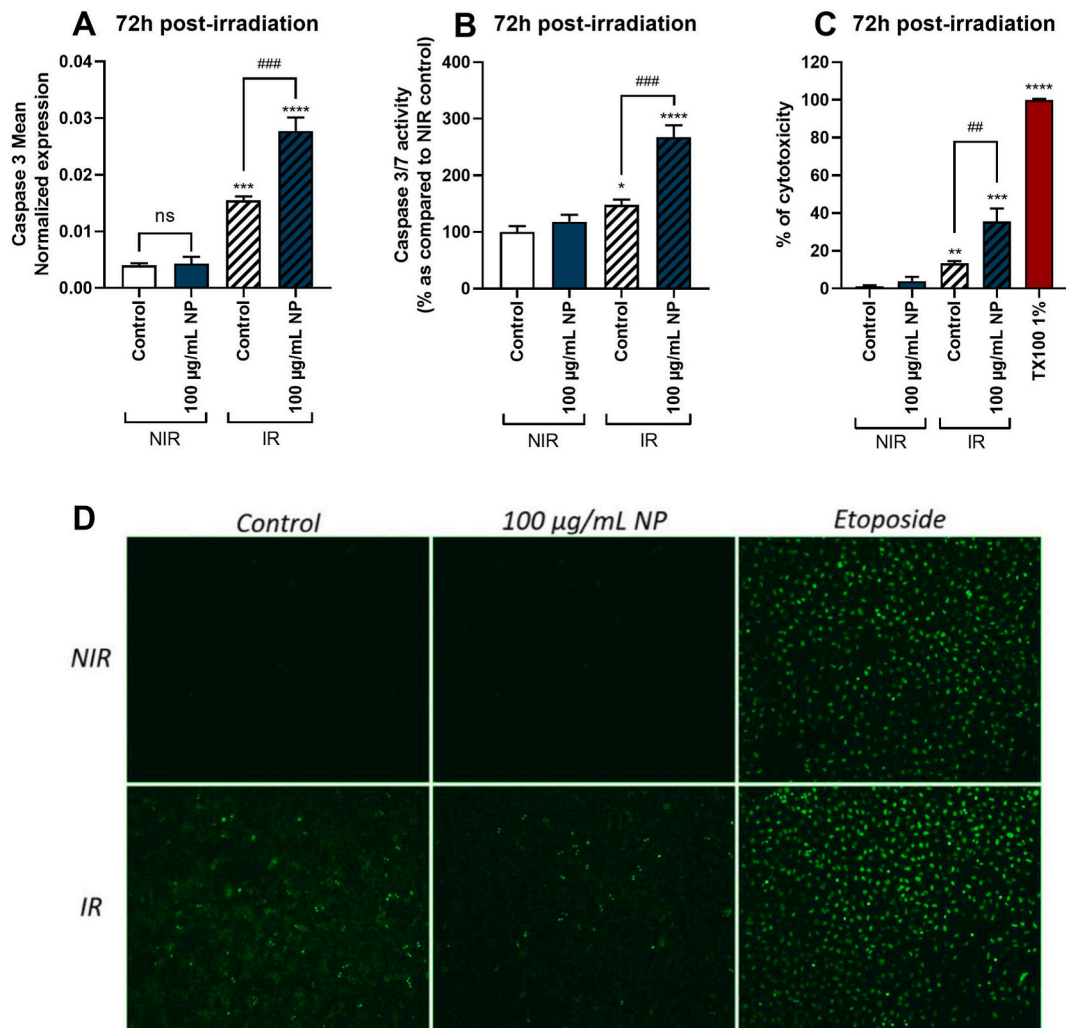 A 72h post-irradiation
Caspase 3 Mean
Normalized expression
0.04
0.03
0.02
0.01
0.00
ns
***
###
****
Control
100 µg/mL NP
Control
100 µg/mL NP
NIR
IR
B 72h post-irradiation
Caspase 3/7 activity
(% as compared to NIR control)
400
300
200
100
0
*
###
****
Control
100 µg/mL NP
Control
100 µg/mL NP
NIR
IR
C 72h post-irradiation
% of cytotoxicity
120
100
80
60
40
20
0
**
##
***
****
Control
100 µg/mL NP
Control
100 µg/mL NP
TX100 1%
NIR
IR
D
Control
100 µg/mL NP
Etoposide
NIR
IR